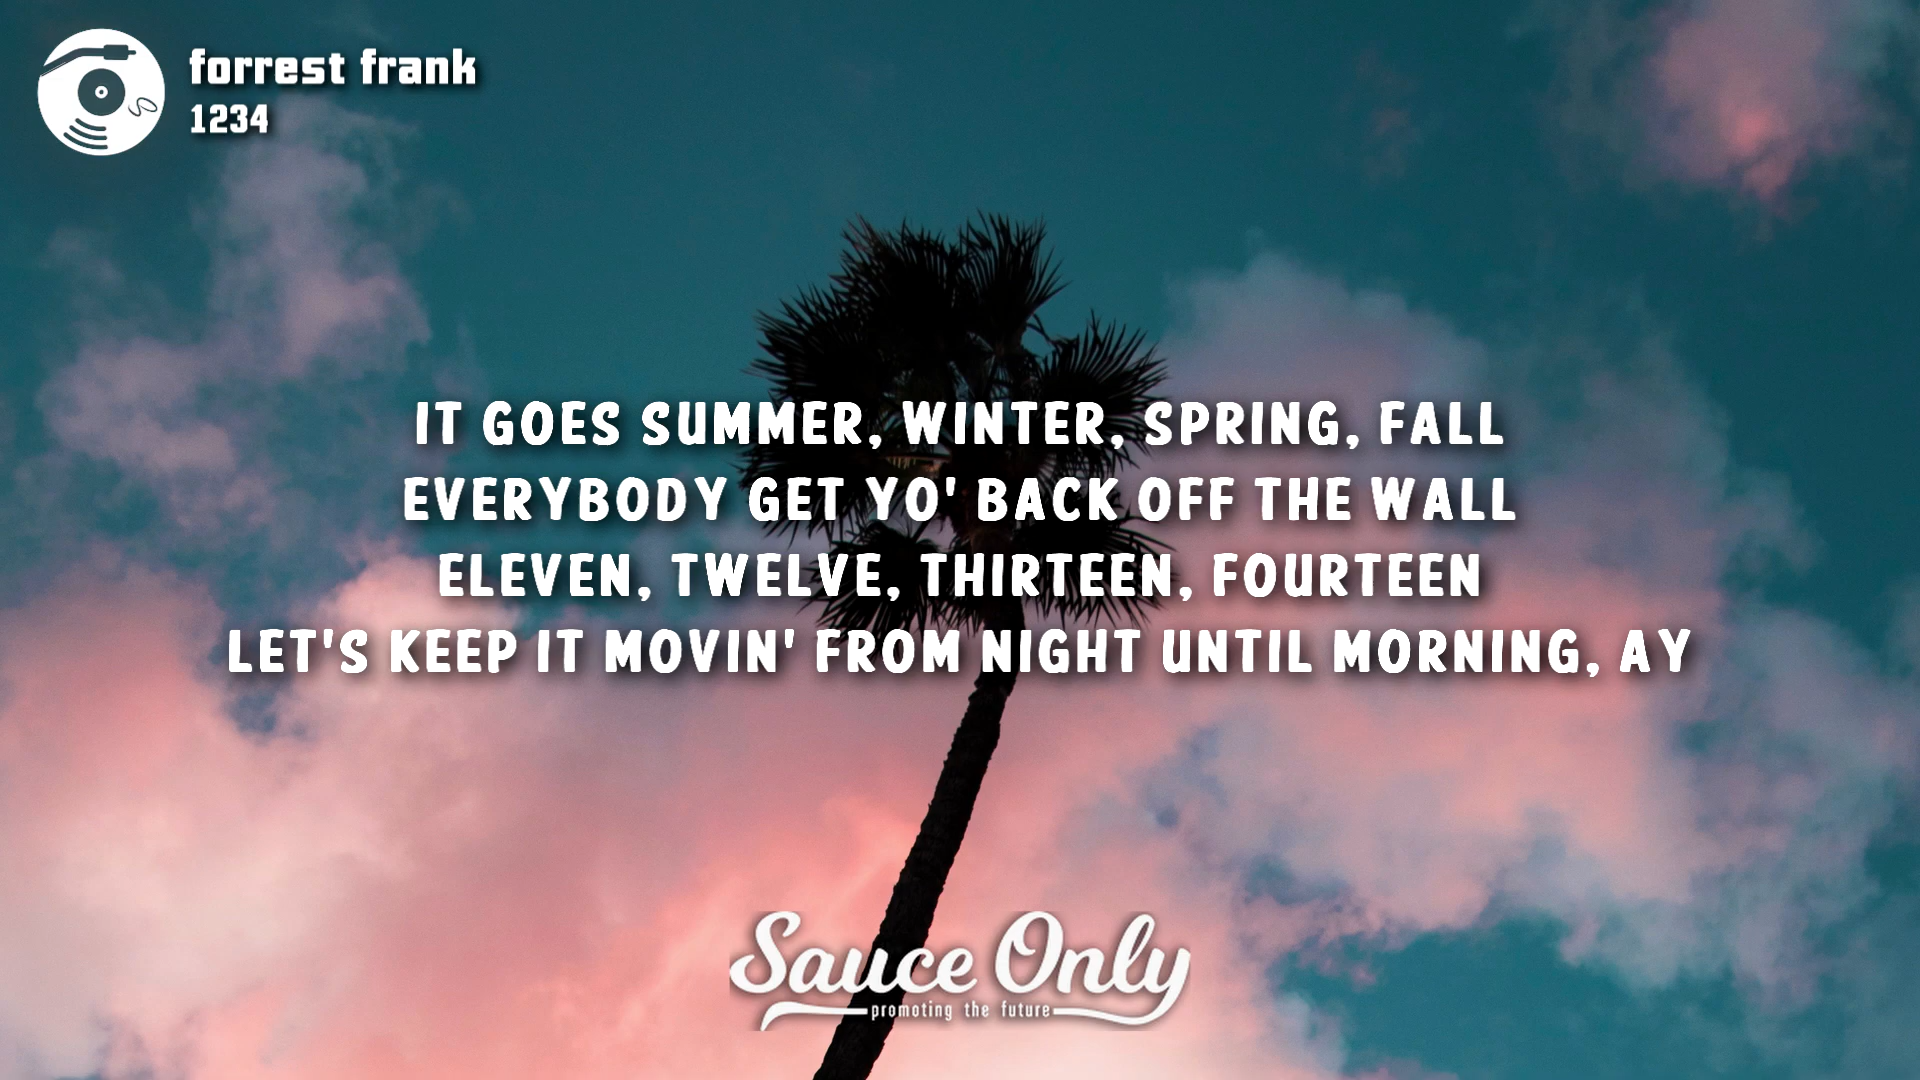 forrest frank
1234
IT GOES SUMMER, WINTER, SPRING, FALL
EVERYBODY GET YO' BACK OFF THE WALL
ELEVEN, TWELVE, THIRTEEN, FOURTEEN
LET'S KEEP IT MOVIN' FROM NIGHT UNTIL MORNING, AY
Sauce Only
promoting the future